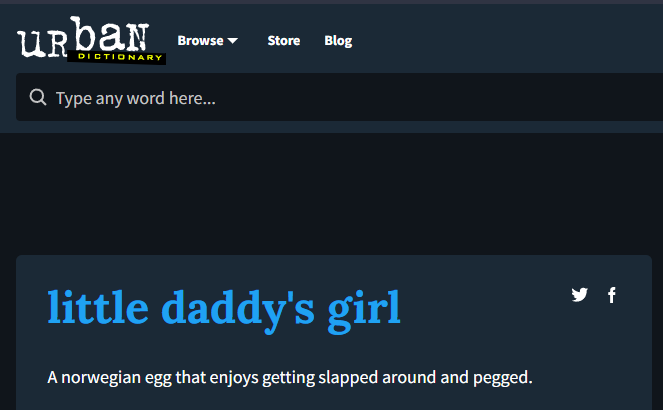 urban
DICTIONARY
Browse Store Blog
Type any word here...
little daddy's girl
A norwegian egg that enjoys getting slapped around and pegged.